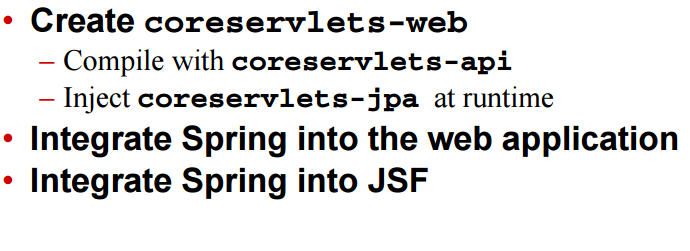 • Create coreservlets-web
– Compile with coreservlets-api
– Inject coreservlets-jpa at runtime
• Integrate Spring into the web application
• Integrate Spring into JSF